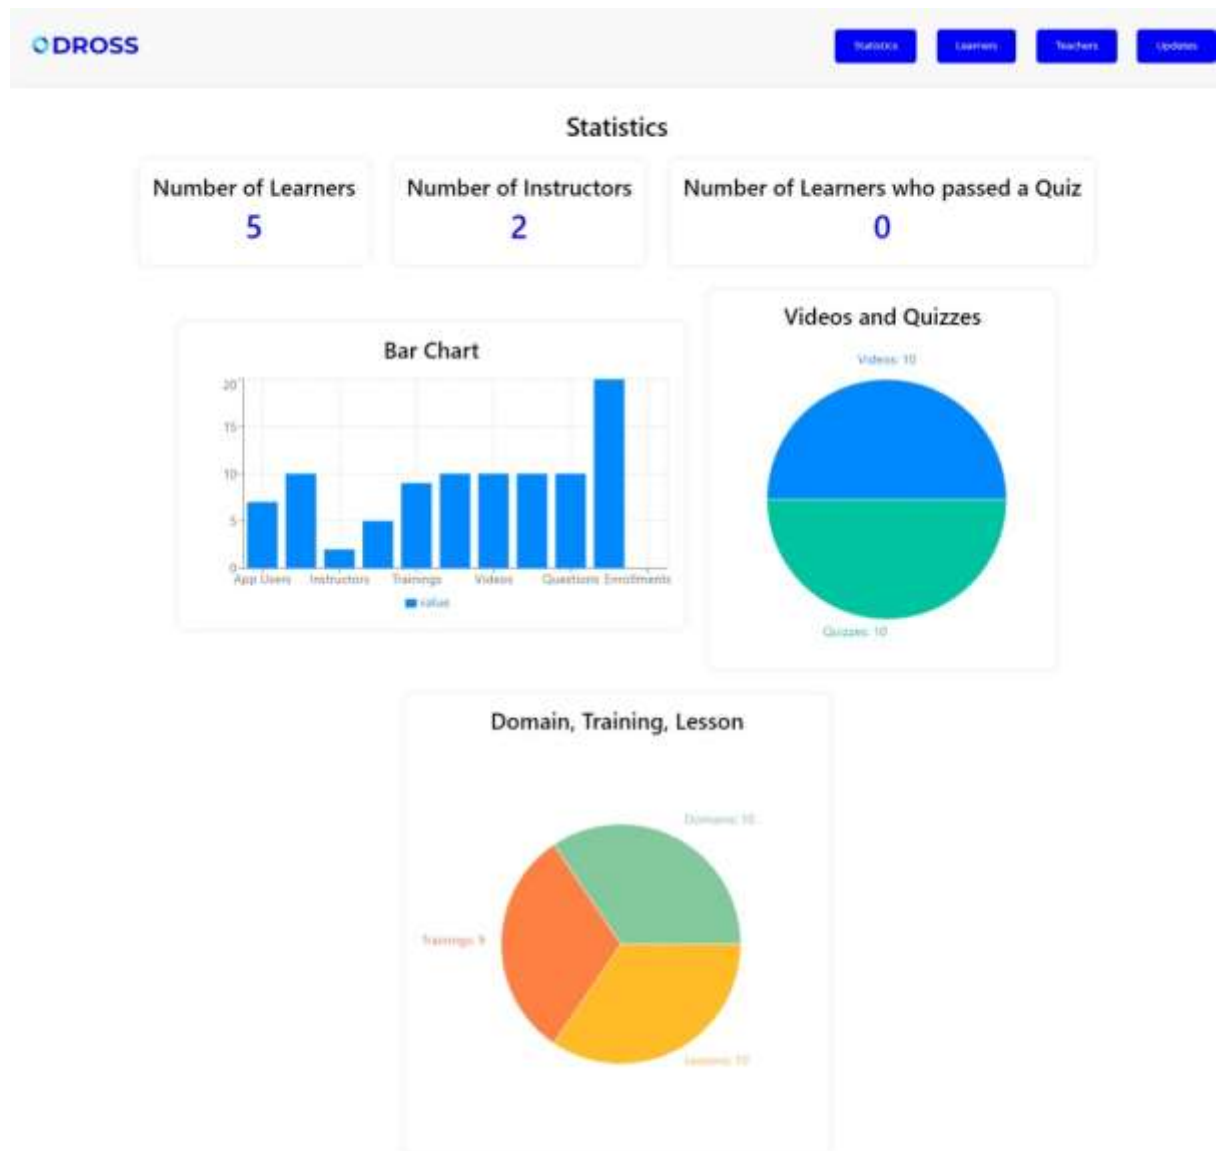 DROSS
Statistics Learners Teachers Updates
Statistics
Number of Learners
5
Number of Instructors
2
Number of Learners who passed a Quiz
0
Bar Chart
20
15
10
5
0
App Users Instructors Trainings Videos Questions Enrollments
value
Videos and Quizzes
Videos: 10
Quizzes: 10
Domain, Training, Lesson
Domains: 10
Trainings: 9
Lessons: 10